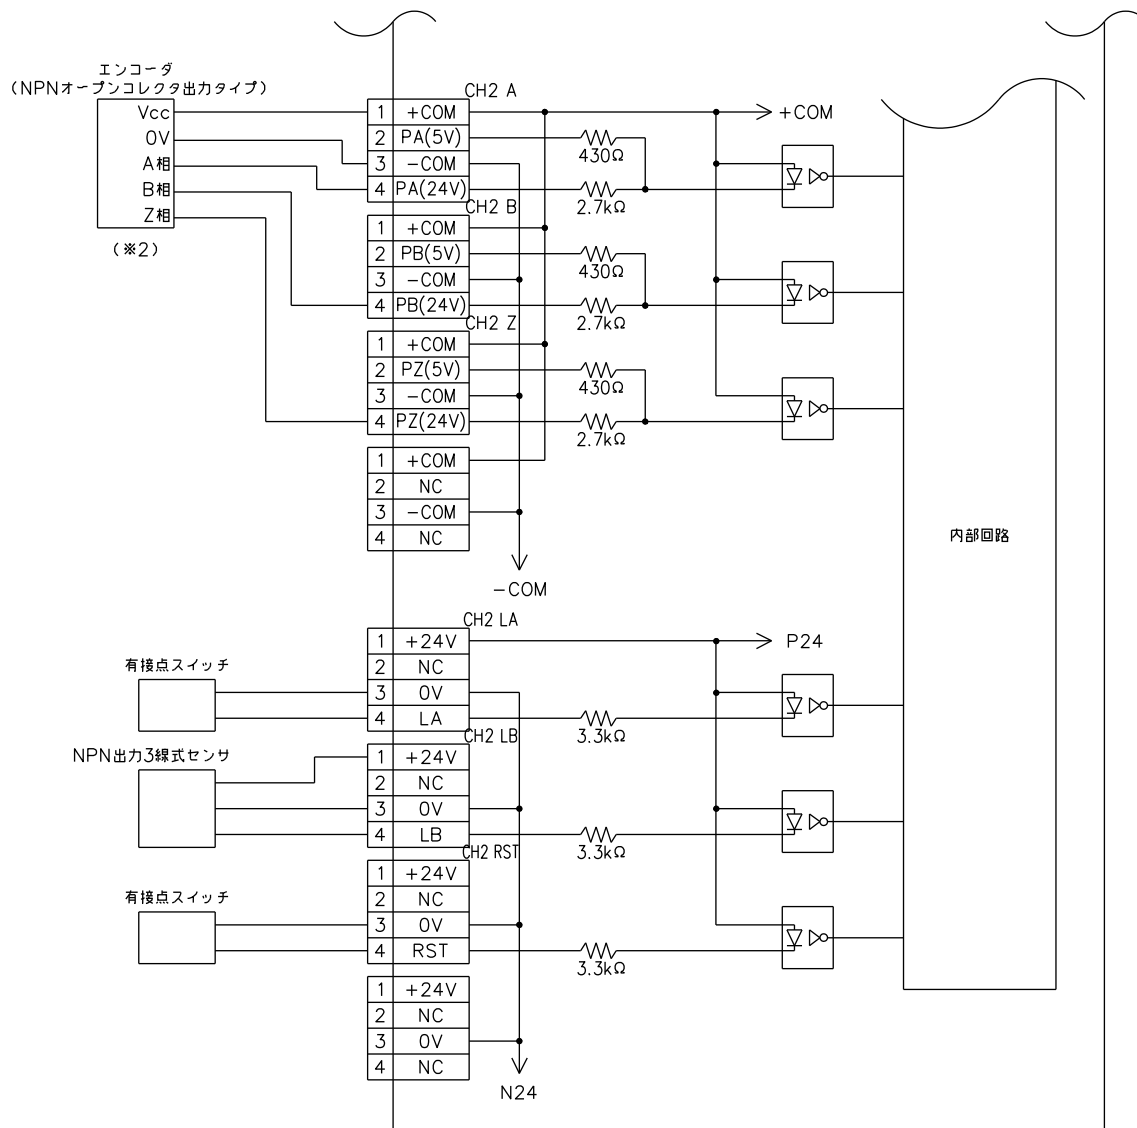 エンコーダ
(NPNオープンコレクタ出力タイプ)
Vcc
0V
A相
B相
Z相
(※2)
CH2 A
1 +COM
2 PA(5V)
3 -COM
4 PA(24V)
430Ω
2.7kΩ
+COM
CH2 B
1 +COM
2 PB(5V)
3 -COM
4 PB(24V)
430Ω
2.7kΩ
CH2 Z
1 +COM
2 PZ(5V)
3 -COM
4 PZ(24V)
430Ω
2.7kΩ
1 +COM
2 NC
3 -COM
4 NC
-COM
内部回路
CH2 LA
1 +24V
2 NC
3 0V
4 LA
P24
3.3kΩ
有接点スイッチ
CH2 LB
NPN出力3線式センサ
1 +24V
2 NC
3 0V
4 LB
3.3kΩ
CH2 RST
有接点スイッチ
1 +24V
2 NC
3 0V
4 RST
3.3kΩ
1 +24V
2 NC
3 0V
4 NC
N24